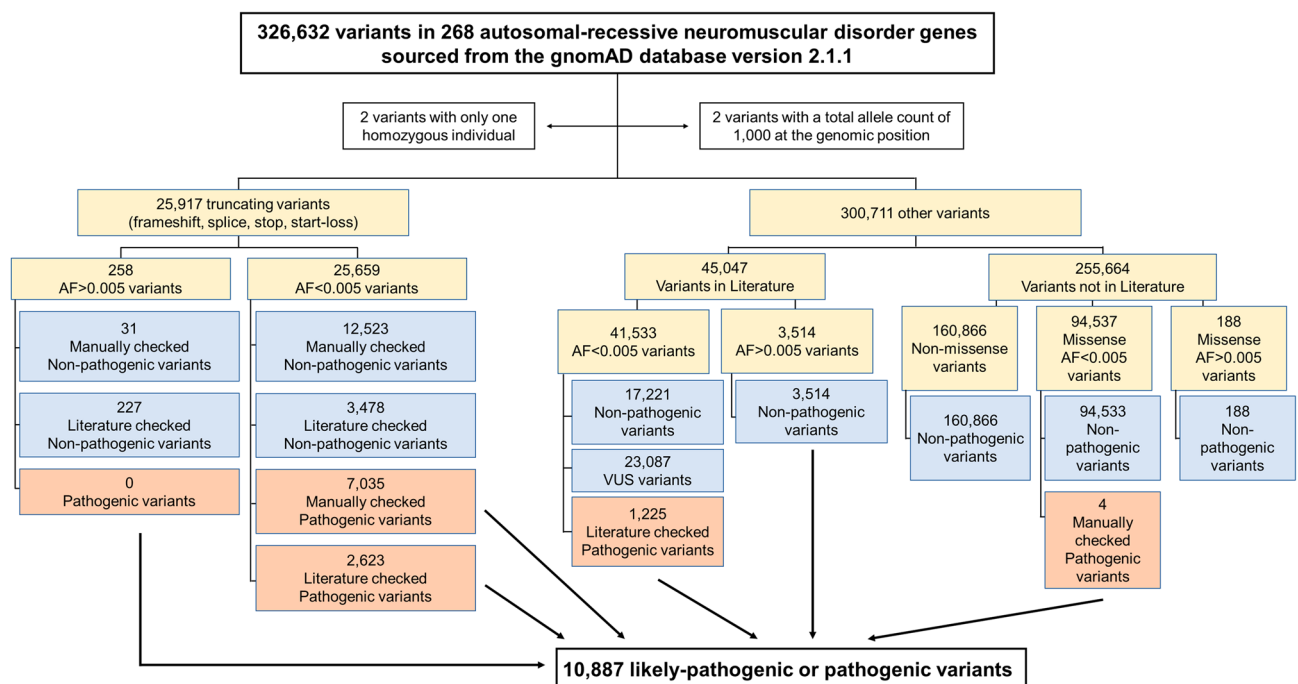 326,632 variants in 268 autosomal-recessive neuromuscular disorder genes
sourced from the gnomAD database version 2.1.1
2 variants with only one
homozygous individual
2 variants with a total allele count of
1,000 at the genomic position
25,917 truncating variants
(frameshift, splice, stop, start-loss)
300,711 other variants
258
AF>0.005 variants
25,659
AF<0.005 variants
45,047
Variants in Literature
255,664
Variants not in Literature
31
Manually checked
Non-pathogenic variants
227
Literature checked
Non-pathogenic variants
0
Pathogenic variants
12,523
Manually checked
Non-pathogenic variants
3,478
Literature checked
Non-pathogenic variants
7,035
Manually checked
Pathogenic variants
2,623
Literature checked
Pathogenic variants
41,533
AF<0.005 variants
3,514
AF>0.005 variants
17,221
Non-pathogenic
variants
23,087
VUS variants
1,225
Literature checked
Pathogenic variants
3,514
Non-pathogenic
variants
160,866
Non-missense
variants
94,537
Missense
AF<0.005
variants
188
Missense
AF>0.005
variants
160,866
Non-pathogenic
variants
94,533
Non-
pathogenic
variants
188
Non-
pathogenic
variants
4
Manually
checked
Pathogenic
variants
10,887 likely-pathogenic or pathogenic variants